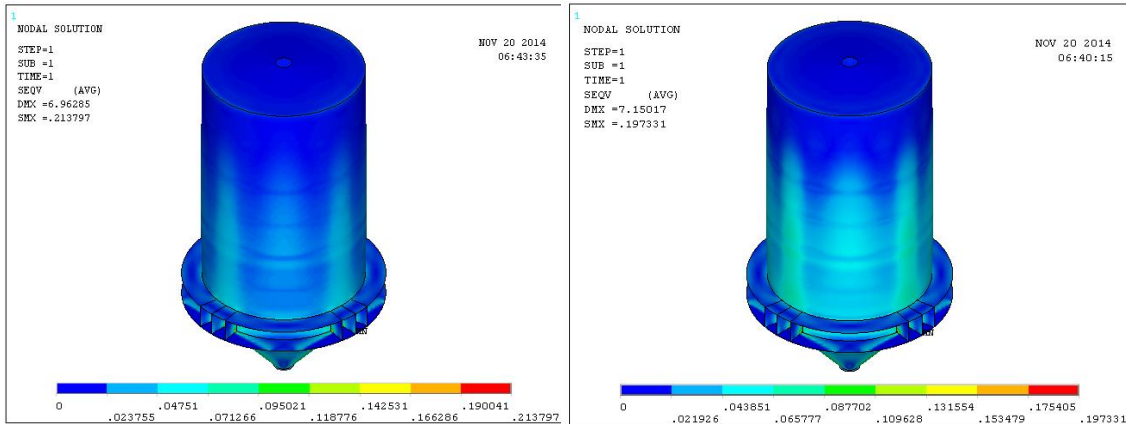 1
NODAL SOLUTION
STEP=1
SUB =1
TIME=1
SEQV (AVG)
DMX =6.96285
SMX =.213797
NOV 20 2014
06:43:35
0 .04751 .095021 .142531 .190041
.023755 .071266 .118776 .166286 .213797
1
NODAL SOLUTION
STEP=1
SUB =1
TIME=1
SEQV (AVG)
DMX =7.15017
SMX =.197331
NOV 20 2014
06:40:15
0 .043851 .087702 .131554 .175405
.021926 .065777 .109628 .153479 .197331